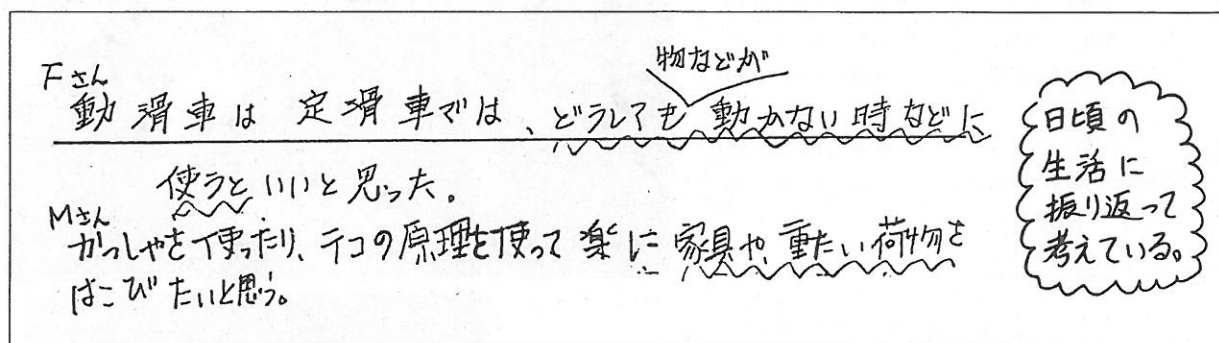 Fさん
物などが
動滑車は 定滑車では、どうしても 動かない時などに
使うといいと思った。
Mさん
かっしゃを使ったり、テコの原理を使って楽に家具や、重たい荷物を
はこびたいと思う。
日頃の
生活に
振り返って
考えている。